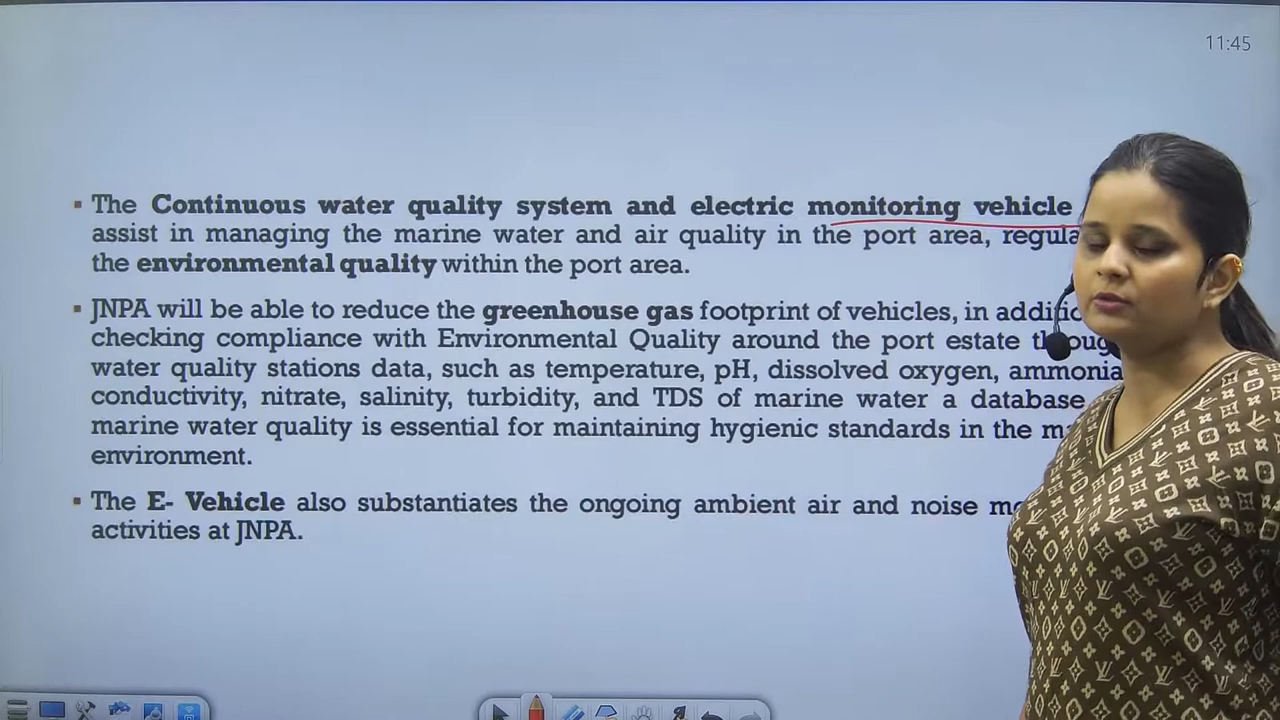 11:45
▪ The Continuous water quality system and electric monitoring vehicle
assist in managing the marine water and air quality in the port area,
the environmental quality within the port area.
▪ JNPA will be able to reduce the greenhouse gas footprint of vehicles, in
checking compliance with Environmental Quality around the port estate
water quality stations data, such as temperature, pH, dissolved oxygen, ammonia
conductivity, nitrate, salinity, turbidity, and TDS of marine water a database
marine water quality is essential for maintaining hygienic standards in the
environment.
▪ The E- Vehicle also substantiates the ongoing ambient air and noise
activities at JNPA.